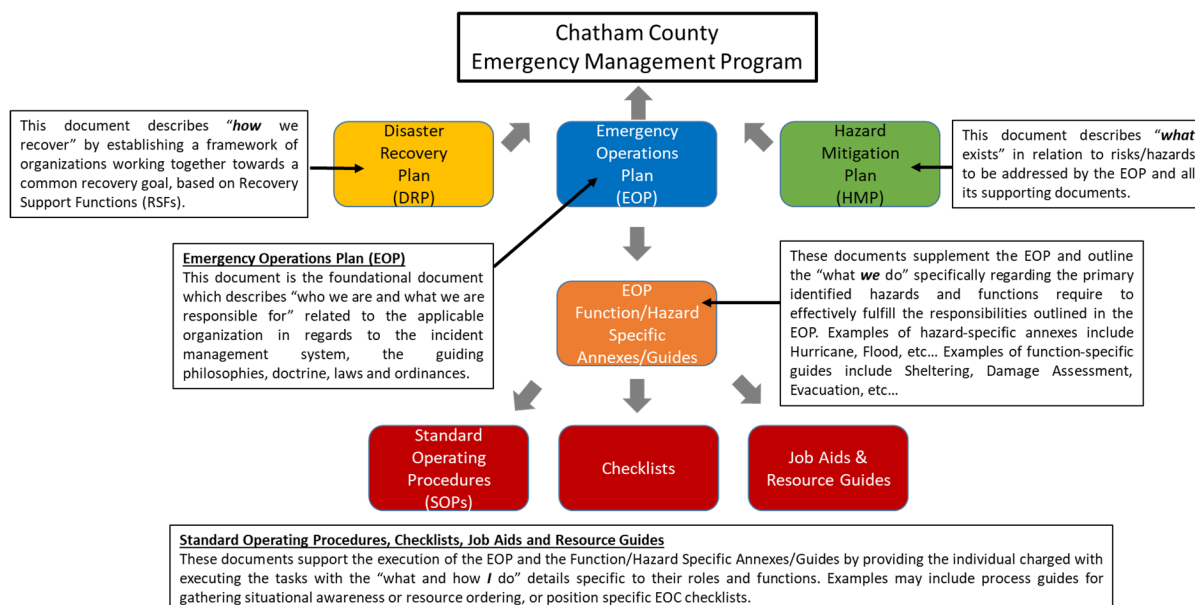 Chatham County
Emergency Management Program
This document describes “how we
recover” by establishing a framework of
organizations working together towards a
common recovery goal, based on Recovery
Support Functions (RSFs).
Disaster
Recovery
Plan
(DRP)
Emergency
Operations
Plan
(EOP)
Hazard
Mitigation
Plan
(HMP)
This document describes “what
exists” in relation to risks/hazards
to be addressed by the EOP and all
its supporting documents.
Emergency Operations Plan (EOP)
This document is the foundational document
which describes “who we are and what we are
responsible for” related to the applicable
organization in regards to the incident
management system, the guiding
philosophies, doctrine, laws and ordinances.
EOP
Function/Hazard
Specific
Annexes/Guides
These documents supplement the EOP and outline
the “what we do” specifically regarding the primary
identified hazards and functions require to
effectively fulfill the responsibilities outlined in the
EOP. Examples of hazard-specific annexes include
Hurricane, Flood, etc... Examples of function-specific
guides include Sheltering, Damage Assessment,
Evacuation, etc...
Standard
Operating
Procedures
(SOPs)
Checklists
Job Aids &
Resource Guides
Standard Operating Procedures, Checklists, Job Aids and Resource Guides
These documents support the execution of the EOP and the Function/Hazard Specific Annexes/Guides by providing the individual charged with
executing the tasks with the “what and how I do” details specific to their roles and functions. Examples may include process guides for
gathering situational awareness or resource ordering, or position specific EOC checklists.